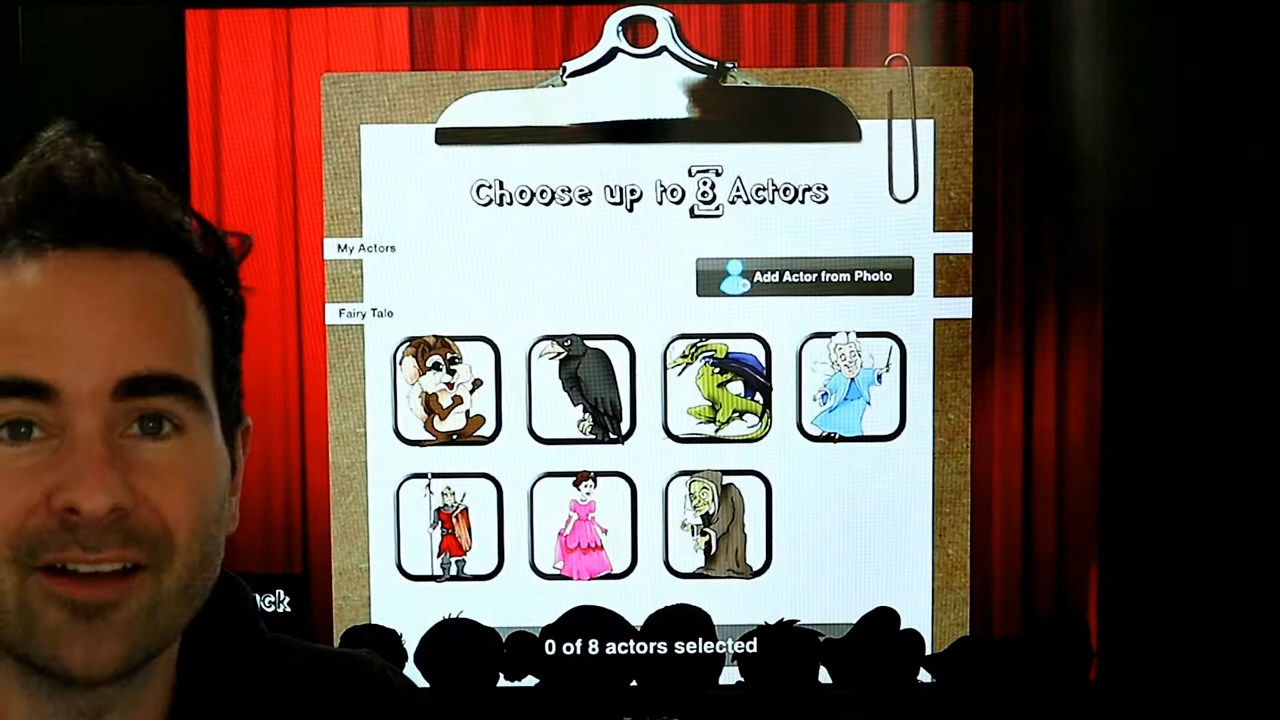 Choose up to 8 Actors
My Actors
Add Actor from Photo
Fairy Tale
0 of 8 actors selected